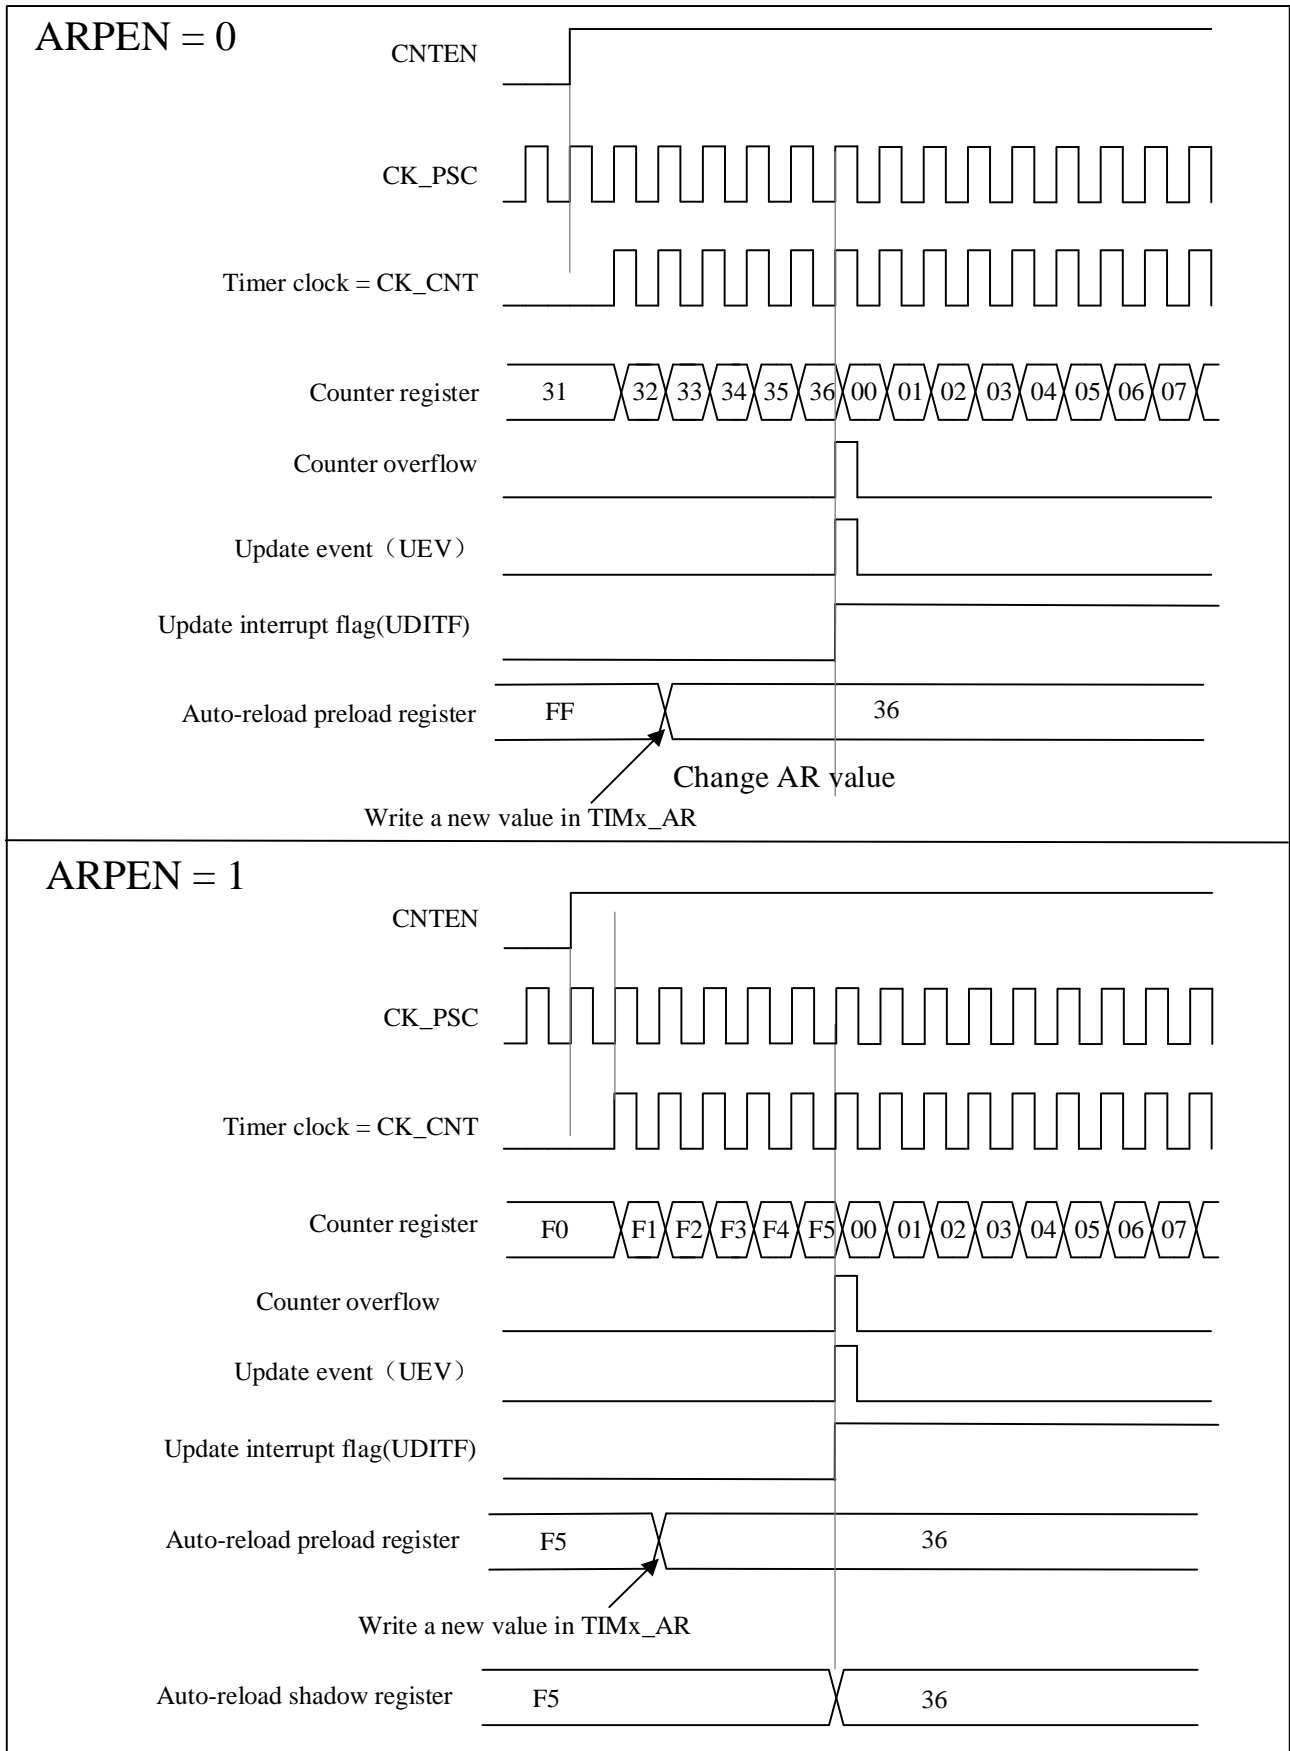 ARPEN = 0
CNTEN
CK_PSC
Timer clock = CK_CNT
Counter register 31 32 33 34 35 36 00 01 02 03 04 05 06 07
Counter overflow
Update event（UEV）
Update interrupt flag(UDITF)
Auto-reload preload register FF 36
Change AR value
Write a new value in TIMx_AR
ARPEN = 1
CNTEN
CK_PSC
Timer clock = CK_CNT
Counter register F0 F1 F2 F3 F4 F5 00 01 02 03 04 05 06 07
Counter overflow
Update event（UEV）
Update interrupt flag(UDITF)
Auto-reload preload register F5 36
Write a new value in TIMx_AR
Auto-reload shadow register F5 36